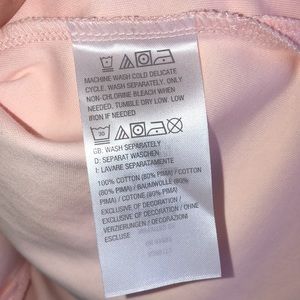 MACHINE WASH COLD DELICATE
CYCLE. WASH SEPARATELY. ONLY
NON-CHLORINE BLEACH WHEN
NEEDED. TUMBLE DRY LOW. LOW
IRON IF NEEDED
30
GB: WASH SEPARATELY
D: SEPARAT WASCHEN
I: LAVARE SEPARATAMENTE
100% COTTON (80% PIMA) / COTTON
(80% PIMA) / BAUMWOLLE (80%
PIMA) / COTONE (80% PIMA)
EXCLUSIVE OF DECORATION
EXCLUSIVE OF DECORATION / OHNE
VERZIERUNGEN / DECORAZIONI
ESCLUSE